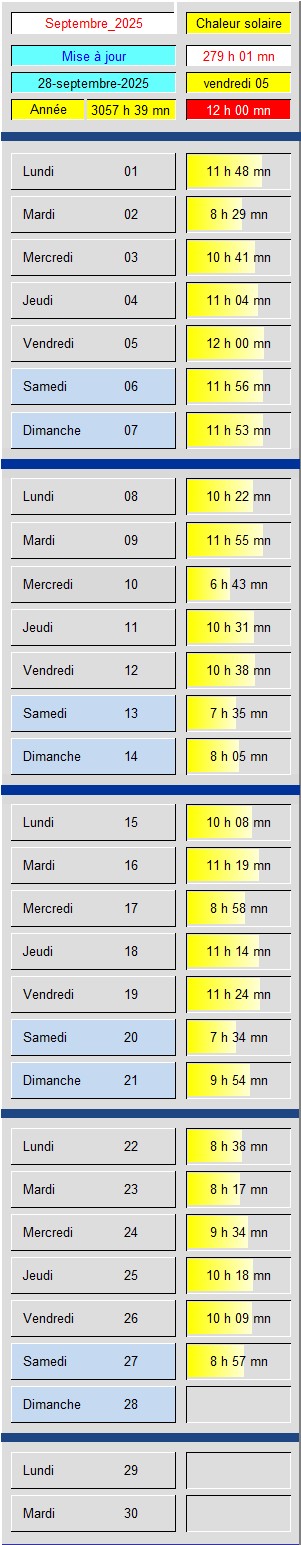 Septembre_2025 Chaleur solaire
Mise à jour 279 h 01 mn
28-septembre-2025 vendredi 05
Année 3057 h 39 mn 12 h 00 mn
Lundi 01 11 h 48 mn
Mardi 02 8 h 29 mn
Mercredi 03 10 h 41 mn
Jeudi 04 11 h 04 mn
Vendredi 05 12 h 00 mn
Samedi 06 11 h 56 mn
Dimanche 07 11 h 53 mn
Lundi 08 10 h 22 mn
Mardi 09 11 h 55 mn
Mercredi 10 6 h 43 mn
Jeudi 11 10 h 31 mn
Vendredi 12 10 h 38 mn
Samedi 13 7 h 35 mn
Dimanche 14 8 h 05 mn
Lundi 15 10 h 08 mn
Mardi 16 11 h 19 mn
Mercredi 17 8 h 58 mn
Jeudi 18 11 h 14 mn
Vendredi 19 11 h 24 mn
Samedi 20 7 h 34 mn
Dimanche 21 9 h 54 mn
Lundi 22 8 h 38 mn
Mardi 23 8 h 17 mn
Mercredi 24 9 h 34 mn
Jeudi 25 10 h 18 mn
Vendredi 26 10 h 09 mn
Samedi 27 8 h 57 mn
Dimanche 28
Lundi 29
Mardi 30